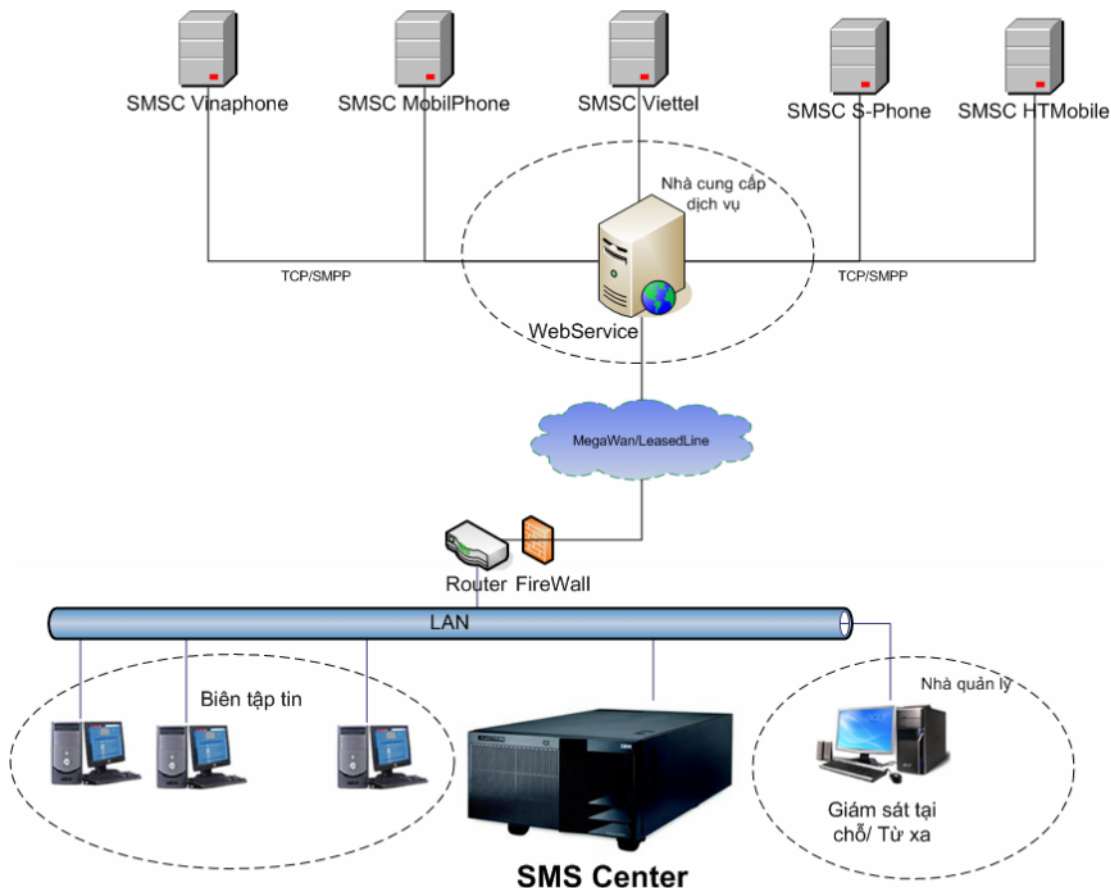 SMSC Vinaphone
SMSC MobilPhone
SMSC Viettel
SMSC S-Phone
SMSC HTMobile
Nhà cung cấp
dịch vụ
TCP/SMPP
TCP/SMPP
WebService
MegaWan/LeasedLine
Router
FireWall
LAN
Biên tập tin
Nhà quản lý
Giám sát tại
chỗ/ Từ xa
SMS Center